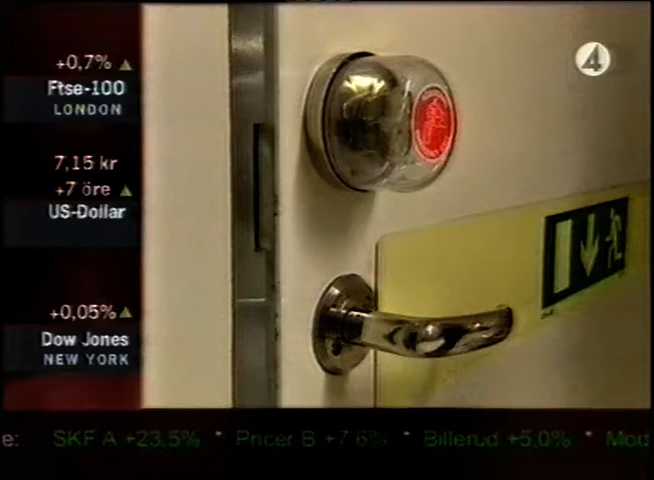 +0,7%
Ftse-100
LONDON
7,15 kr
+7 öre
US-Dollar
+0,05%
Dow Jones
NEW YORK
4
e: SKF A +23,5% * Pricer B +7,6% * Billerud +5,0% * Mod